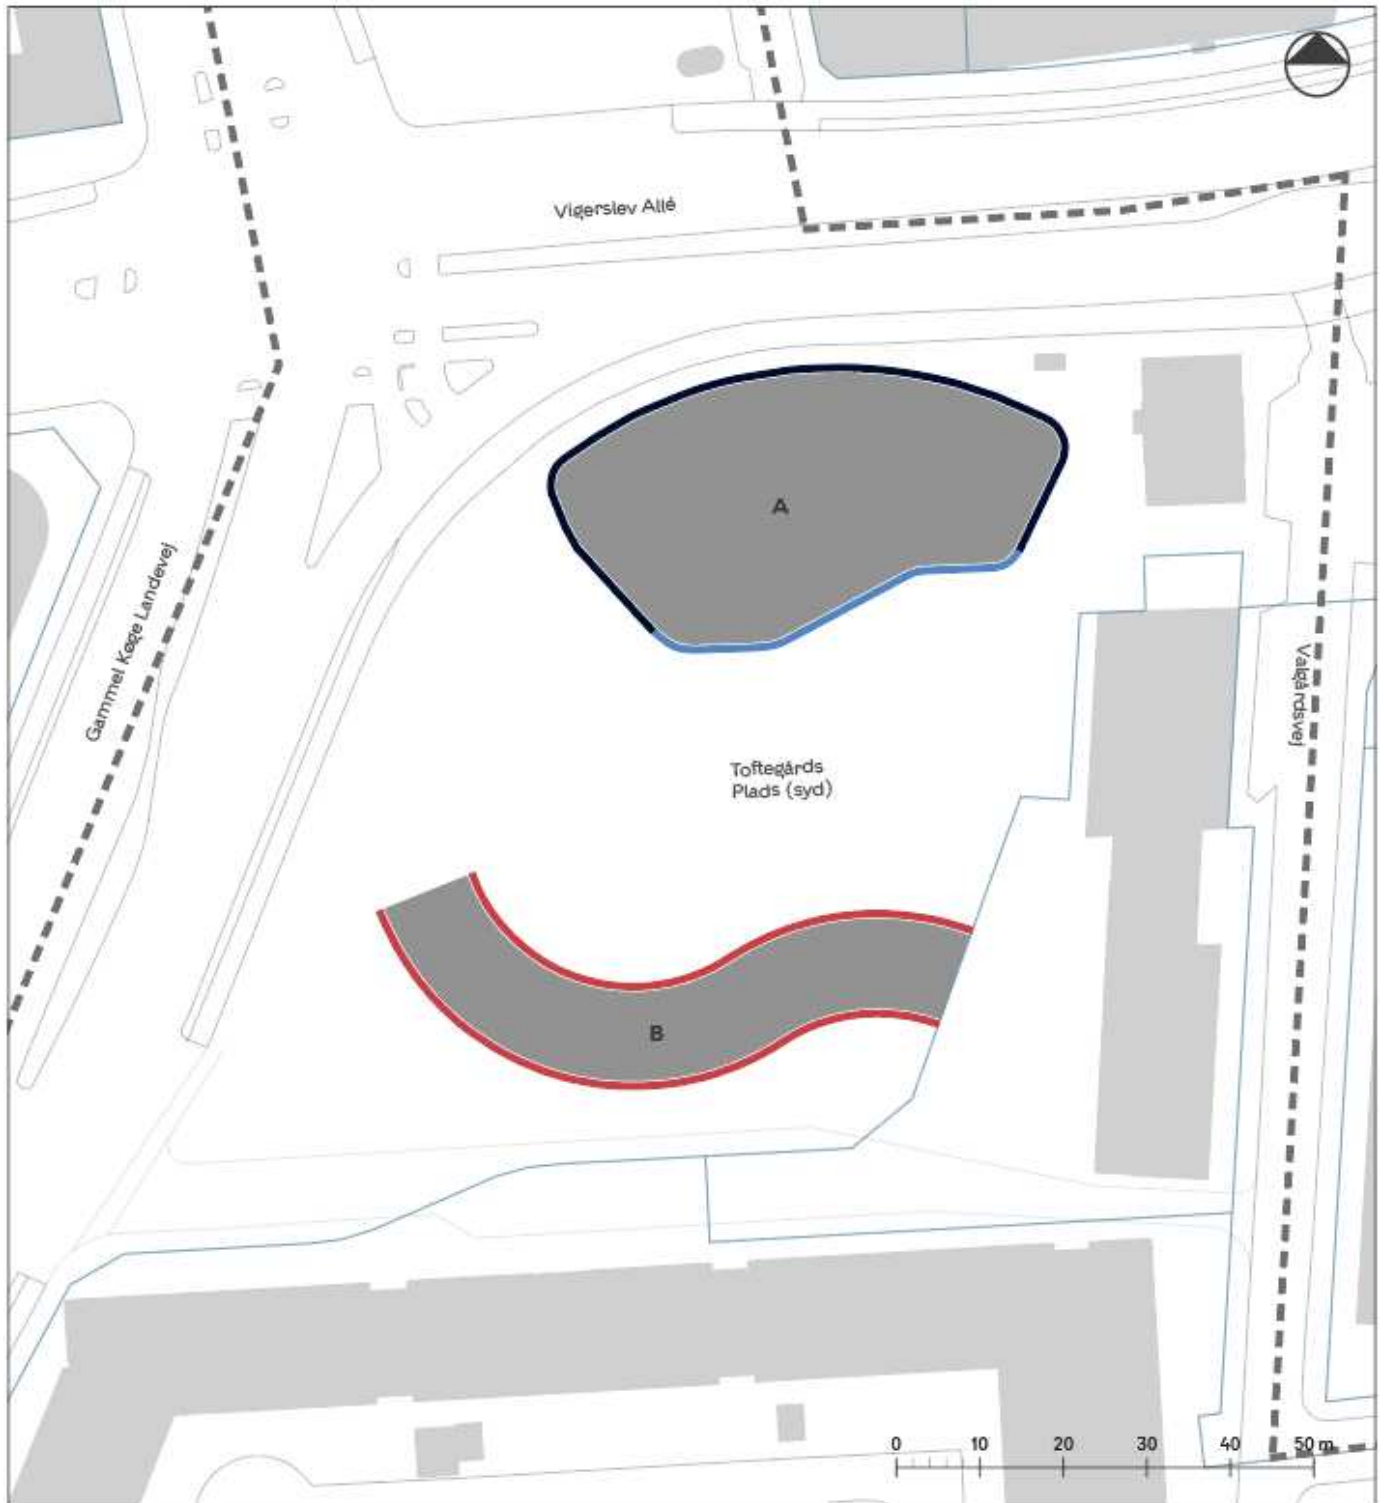 Vigerslev Allé
A
Gammel Køge Landevej
Valgårdsvej
Toftegårds
Plads (syd)
B
0 10 20 30 40 50 m